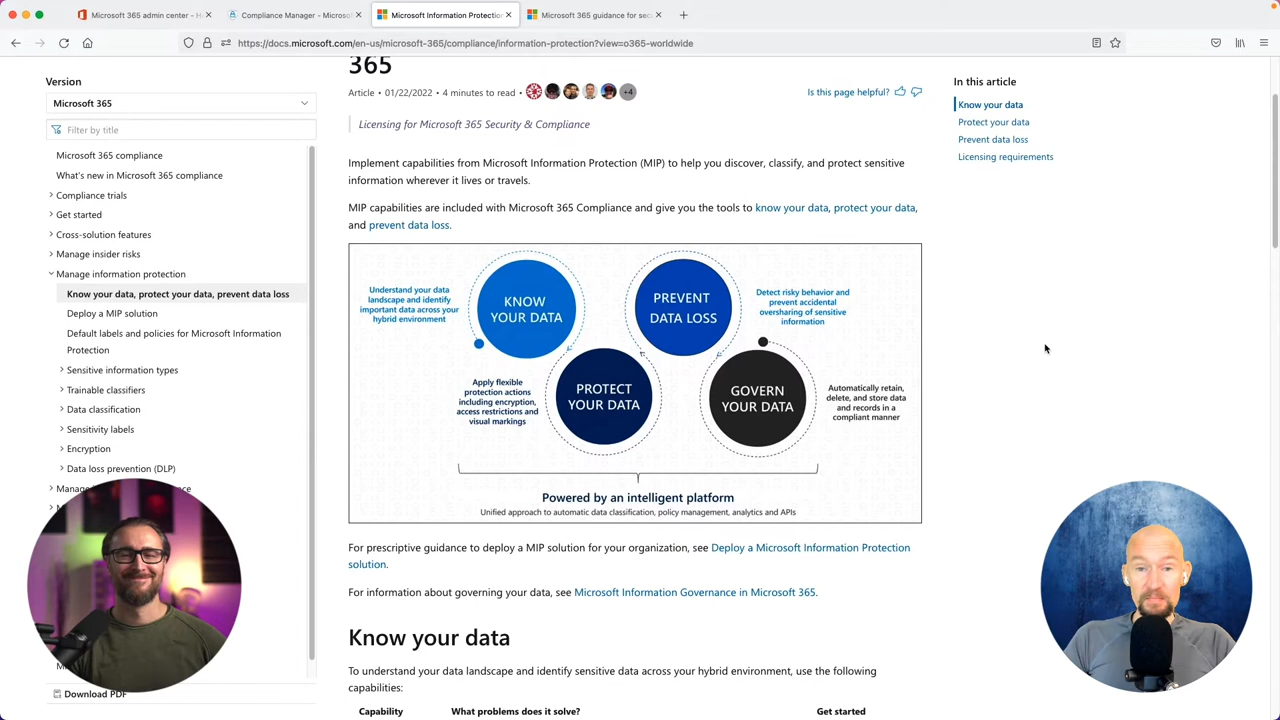 Microsoft 365 admin center - H
Compliance Manager - Microsof
Microsoft Information Protection
Microsoft 365 guidance for secu
https://docs.microsoft.com/en-us/microsoft-365/compliance/information-protection?view=o365-worldwide
Version
Microsoft 365
Filter by title
Microsoft 365 compliance
What's new in Microsoft 365 compliance
Compliance trials
Get started
Cross-solution features
Manage insider risks
Manage information protection
Know your data, protect your data, prevent data loss
Deploy a MIP solution
Default labels and policies for Microsoft Information
Protection
Sensitive information types
Trainable classifiers
Data classification
Sensitivity labels
Encryption
Data loss prevention (DLP)
Download PDF
365
Article • 01/22/2022 • 4 minutes to read • +4
Is this page helpful?
Licensing for Microsoft 365 Security & Compliance
Implement capabilities from Microsoft Information Protection (MIP) to help you discover, classify, and protect sensitive
information wherever it lives or travels.
MIP capabilities are included with Microsoft 365 Compliance and give you the tools to know your data, protect your data,
and prevent data loss.
Understand your data
landscape and identify
important data across your
hybrid environment
KNOW
YOUR DATA
PREVENT
DATA LOSS
Detect risky behavior and
prevent accidental
oversharing of sensitive
information
Apply flexible
protection actions
including encryption,
access restrictions and
visual markings
PROTECT
YOUR DATA
GOVERN
YOUR DATA
Automatically retain,
delete, and store data
and records in a
compliant manner
Powered by an intelligent platform
Unified approach to automatic data classification, policy management, analytics and APIs
For prescriptive guidance to deploy a MIP solution for your organization, see Deploy a Microsoft Information Protection
solution.
For information about governing your data, see Microsoft Information Governance in Microsoft 365.
Know your data
To understand your data landscape and identify sensitive data across your hybrid environment, use the following
capabilities:
Capability What problems does it solve? Get started
In this article
Know your data
Protect your data
Prevent data loss
Licensing requirements